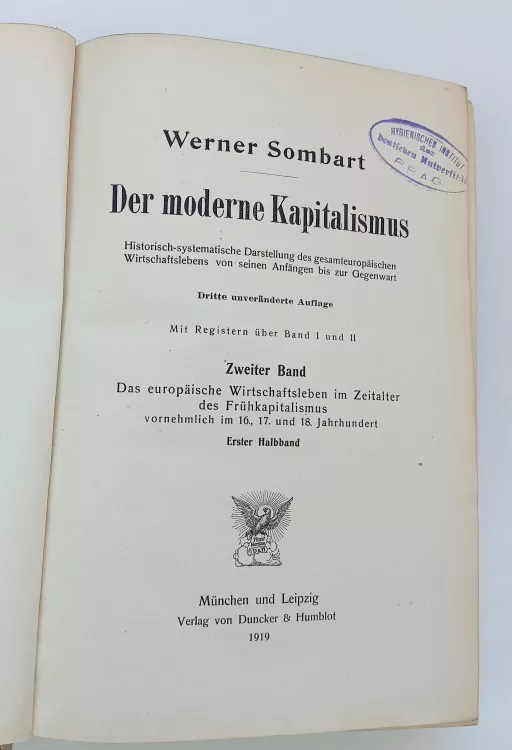 Werner Sombart
Der moderne Kapitalismus
Historisch-systematische Darstellung des gesamteuropäischen
Wirtschaftslebens von seinen Anfängen bis zur Gegenwart
Dritte unveränderte Auflage
Mit Registern über Band I und II
Zweiter Band
Das europäische Wirtschaftsleben im Zeitalter
des Frühkapitalismus
vornehmlich im 16., 17. und 18. Jahrhundert
Erster Halbband
München und Leipzig
Verlag von Duncker & Humblot
1919
HYGIENISCHES INSTITUT
der
Deutschen Universität
PRAG